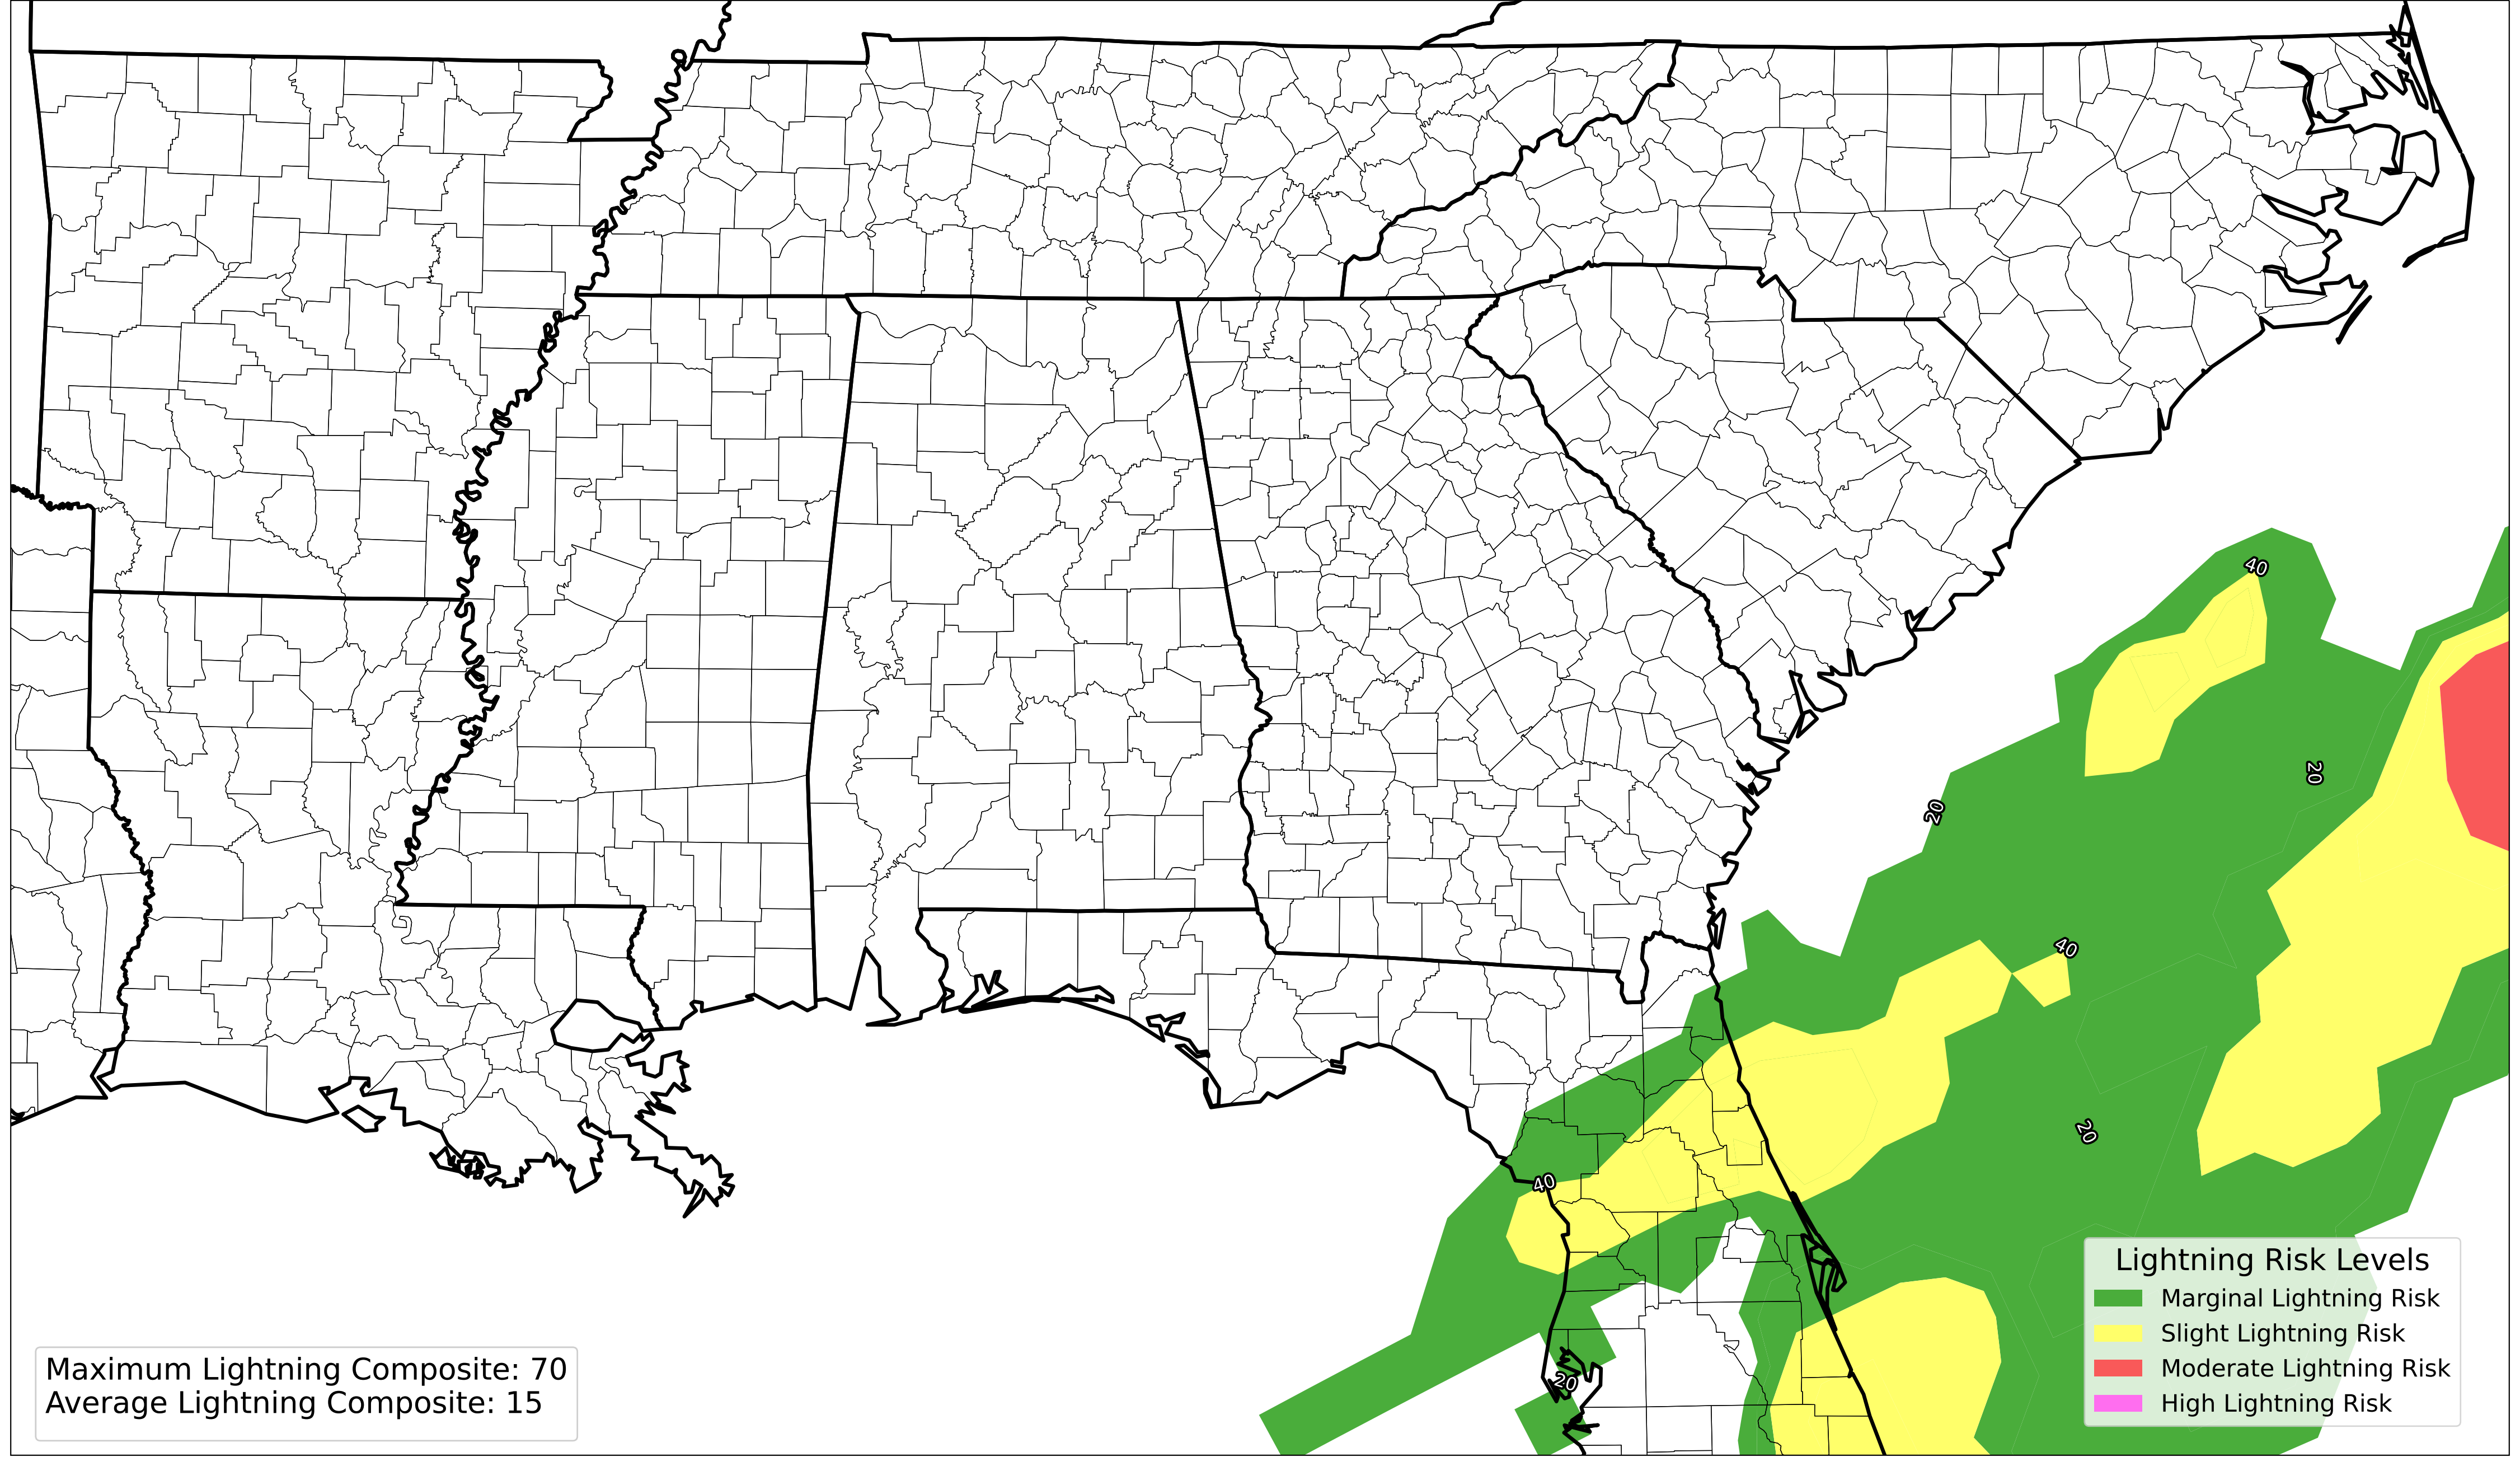 40
20
20
40
20
40
20
Lightning Risk Levels
Marginal Lightning Risk
Slight Lightning Risk
Moderate Lightning Risk
High Lightning Risk
Maximum Lightning Composite: 70
Average Lightning Composite: 15